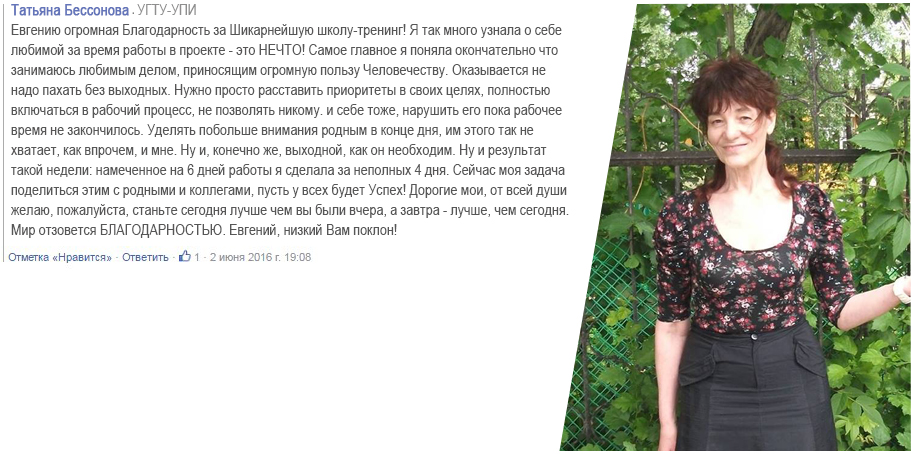 Татьяна Бессонова · УГТУ-УПИ
Евгению огромная Благодарность за Шикарнейшую школу-тренинг! Я так много узнала о себе
любимой за время работы в проекте - это НЕЧТО! Самое главное я поняла окончательно что
занимаюсь любимым делом, приносящим огромную пользу Человечеству. Оказывается не
надо пахать без выходных. Нужно просто расставить приоритеты в своих целях, полностью
включаться в рабочий процесс, не позволять никому. и себе тоже, нарушить его пока рабочее
время не закончилось. Уделять побольше внимания родным в конце дня, им этого так не
хватает, как впрочем, и мне. Ну и, конечно же, выходной, как он необходим. Ну и результат
такой недели: намеченное на 6 дней работы я сделала за неполных 4 дня. Сейчас моя задача
поделиться этим с родными и коллегами, пусть у всех будет Успех! Дорогие мои, от всей души
желаю, пожалуйста, станьте сегодня лучше чем вы были вчера, а завтра - лучше, чем сегодня.
Мир отзовется БЛАГОДАРНОСТЬЮ. Евгений, низкий Вам поклон!
Отметка «Нравится» · Ответить · 1 · 2 июня 2016 г. 19:08